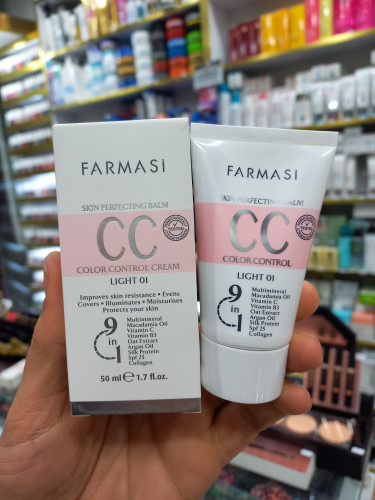 FARMASI
SKIN PERFECTING BALM
CC
COLOR CONTROL CREAM
LIGHT 01
Improves skin resistance • Evens
Covers • Illuminates • Moisturises
Protects your skin
9 in 1
Multimineral
Macadamia Oil
Vitamin C
Vitamin B3
Oat Extract
Argan Oil
Silk Protein
Spf 25
Collagen
50 ml ℮ 1.7 fl.oz.
FARMASI
SKIN PERFECTING BALM
CC
COLOR CONTROL
LIGHT 01
9 in 1
Multimineral
Macadamia Oil
Vitamin C
Vitamin B3
Oat Extract
Argan Oil
Silk Protein
Spf 25
Collagen